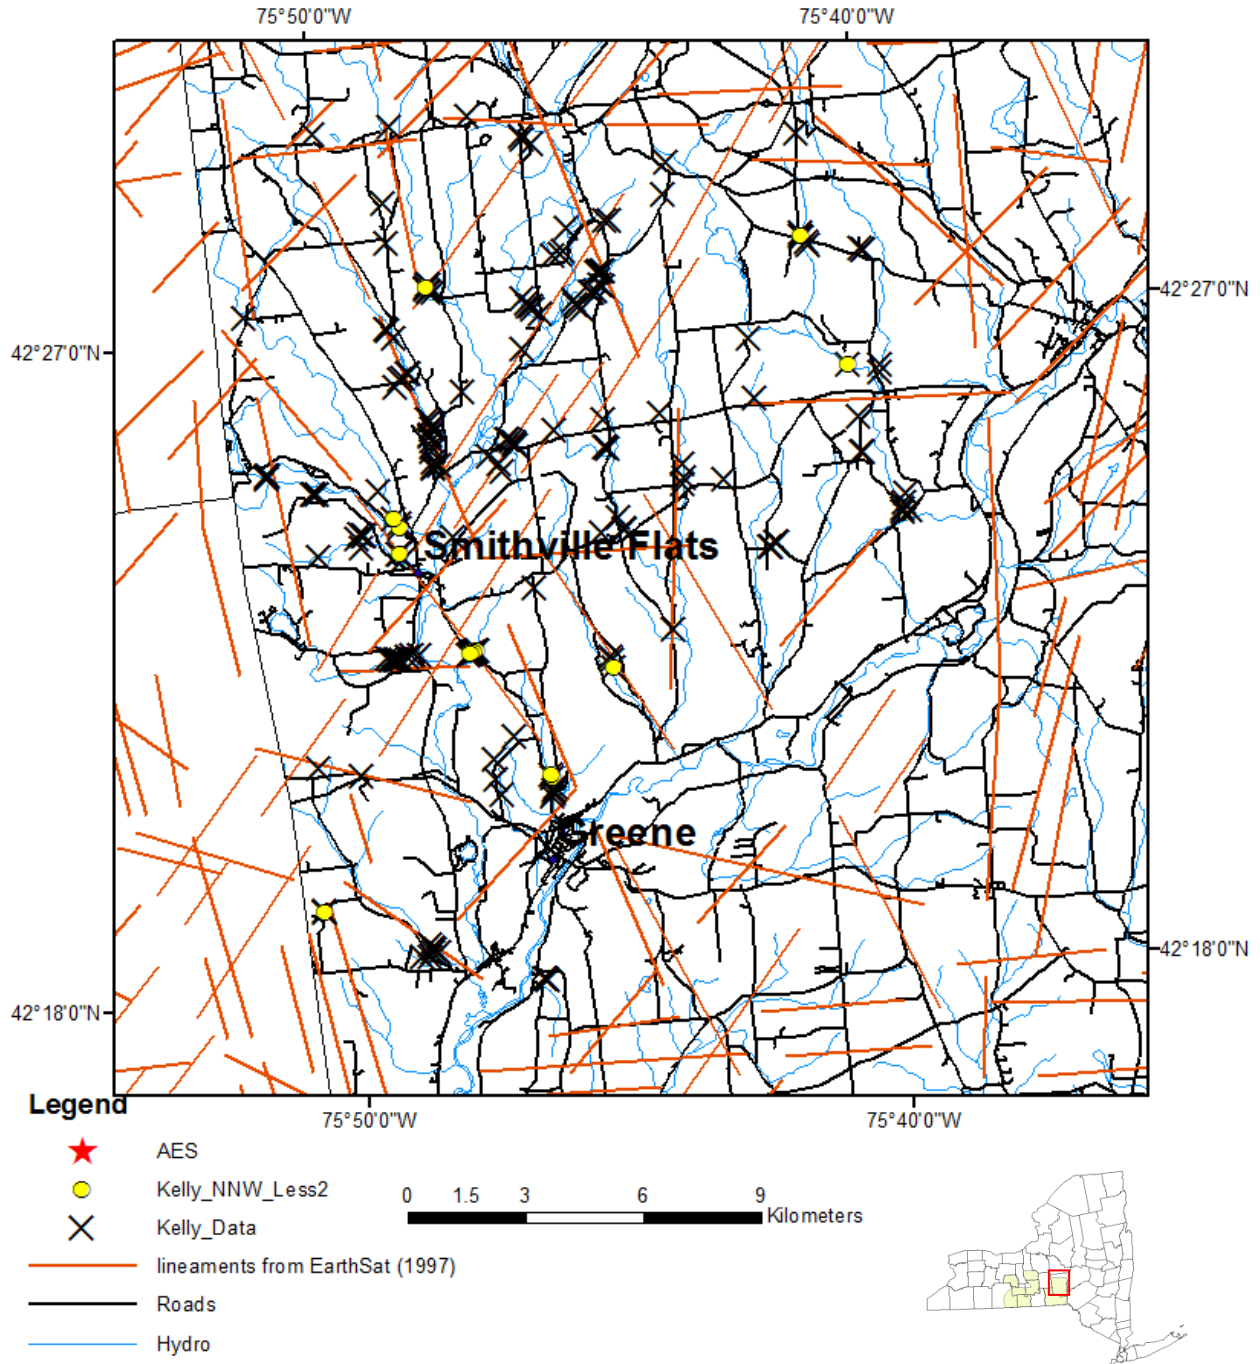 75°50'0"W 75°40'0"W
42°27'0"N
42°27'0"N
Smithville Flats
Greene
42°18'0"N
42°18'0"N
75°50'0"W 75°40'0"W
Legend
AES
Kelly_NNW_Less2
Kelly_Data
lineaments from EarthSat (1997)
Roads
Hydro
0 1.5 3 6 9
Kilometers